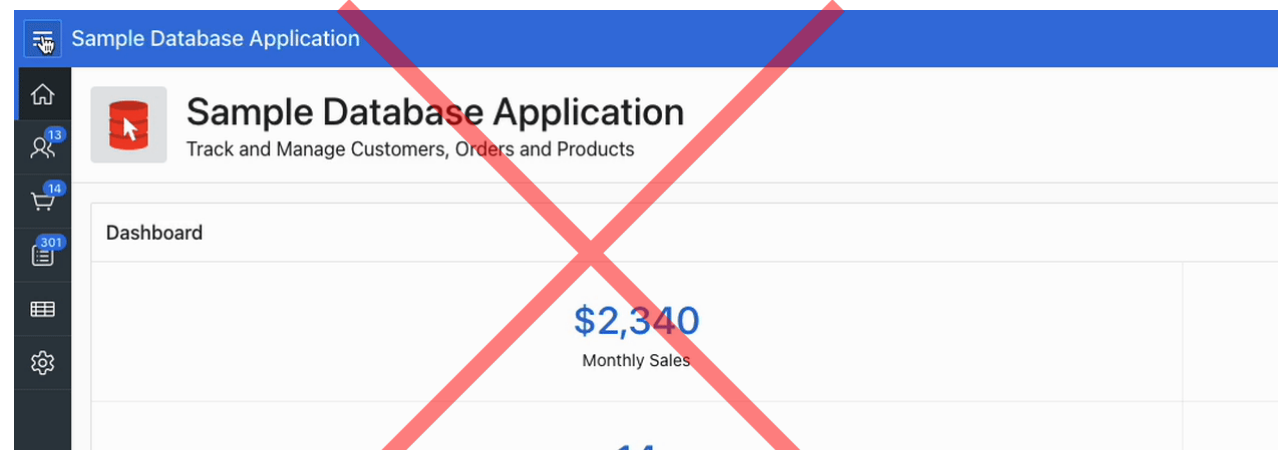 Sample Database Application
Sample Database Application
Track and Manage Customers, Orders and Products
13
14
301
Dashboard
$2,340
Monthly Sales